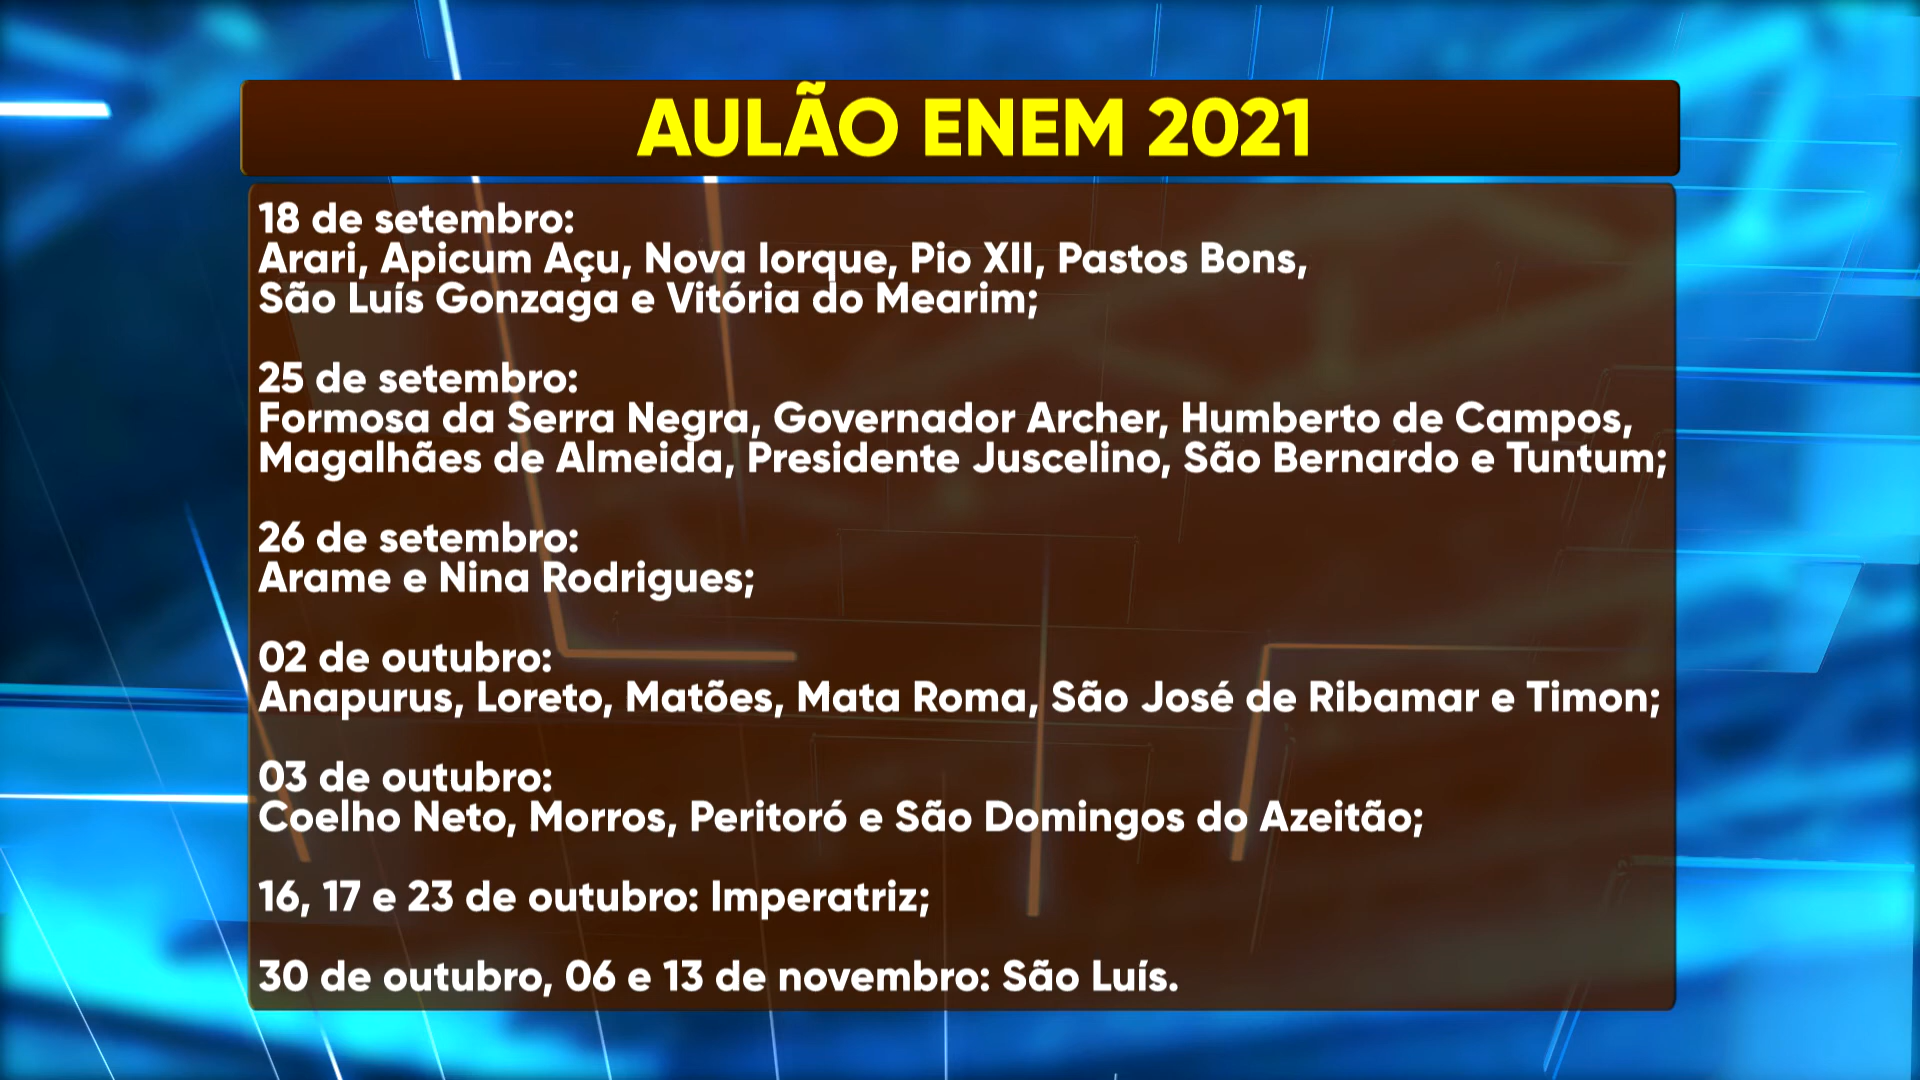 AULÃO ENEM 2021
18 de setembro:
Arari, Apicum Açu, Nova Iorque, Pio XII, Pastos Bons,
São Luís Gonzaga e Vitória do Mearim;
25 de setembro:
Formosa da Serra Negra, Governador Archer, Humberto de Campos,
Magalhães de Almeida, Presidente Juscelino, São Bernardo e Tuntum;
26 de setembro:
Arame e Nina Rodrigues;
02 de outubro:
Anapurus, Loreto, Matões, Mata Roma, São José de Ribamar e Timon;
03 de outubro:
Coelho Neto, Morros, Peritoró e São Domingos do Azeitão;
16, 17 e 23 de outubro: Imperatriz;
30 de outubro, 06 e 13 de novembro: São Luís.